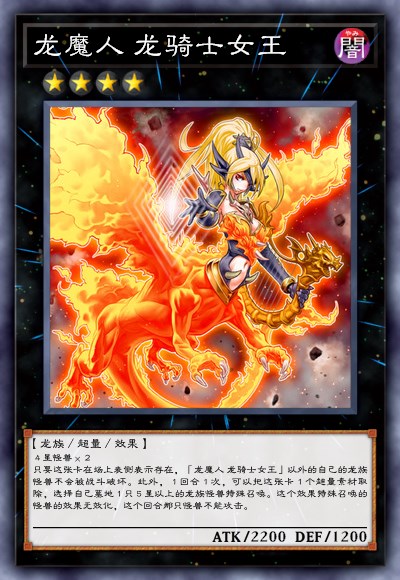 龙魔人 龙骑士女王
やみ
闇
【龙族／超量／效果】
4星怪兽×2
只要这张卡在场上表侧表示存在，「龙魔人 龙骑士女王」以外的自己的龙族
怪兽不会被战斗破坏。此外，1回合1次，可以把这张卡1个超量素材取
除，选择自己墓地1只5星以上的龙族怪兽特殊召唤。这个效果特殊召唤的
怪兽的效果无效化，这个回合那只怪兽不能攻击。
ATK/2200 DEF/1200